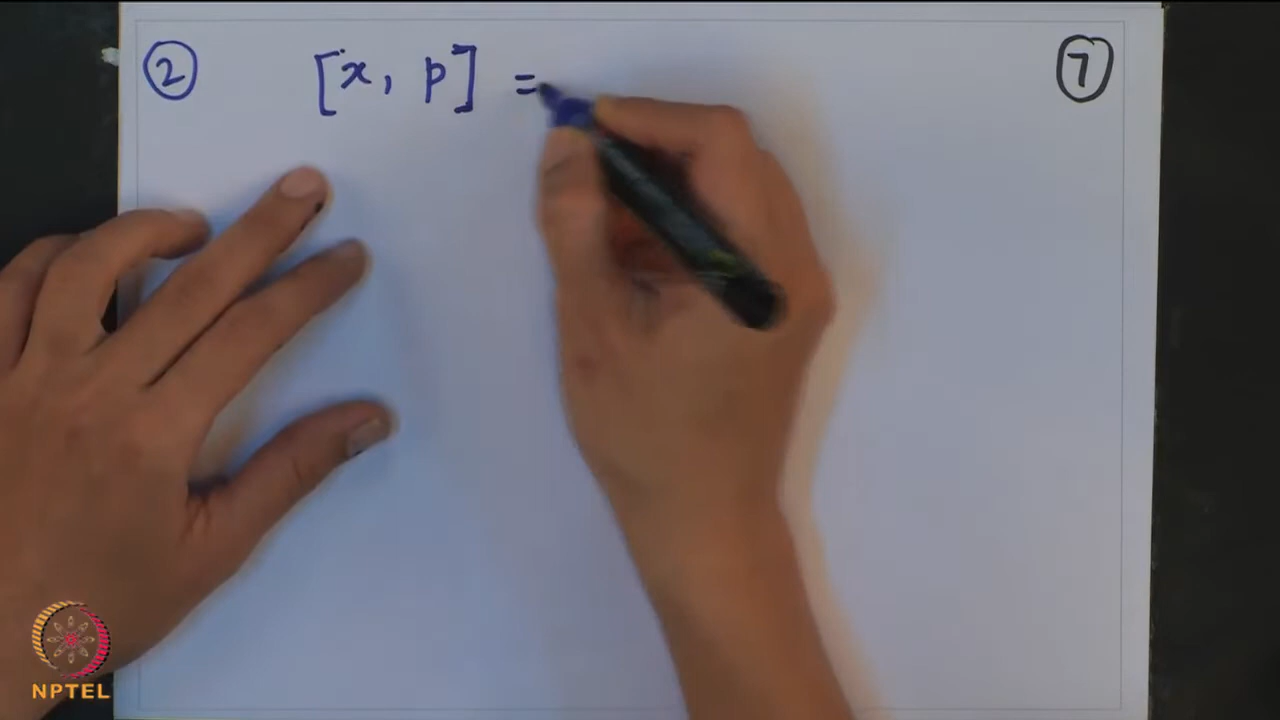 ② [x, p] = ⑦
NPTEL